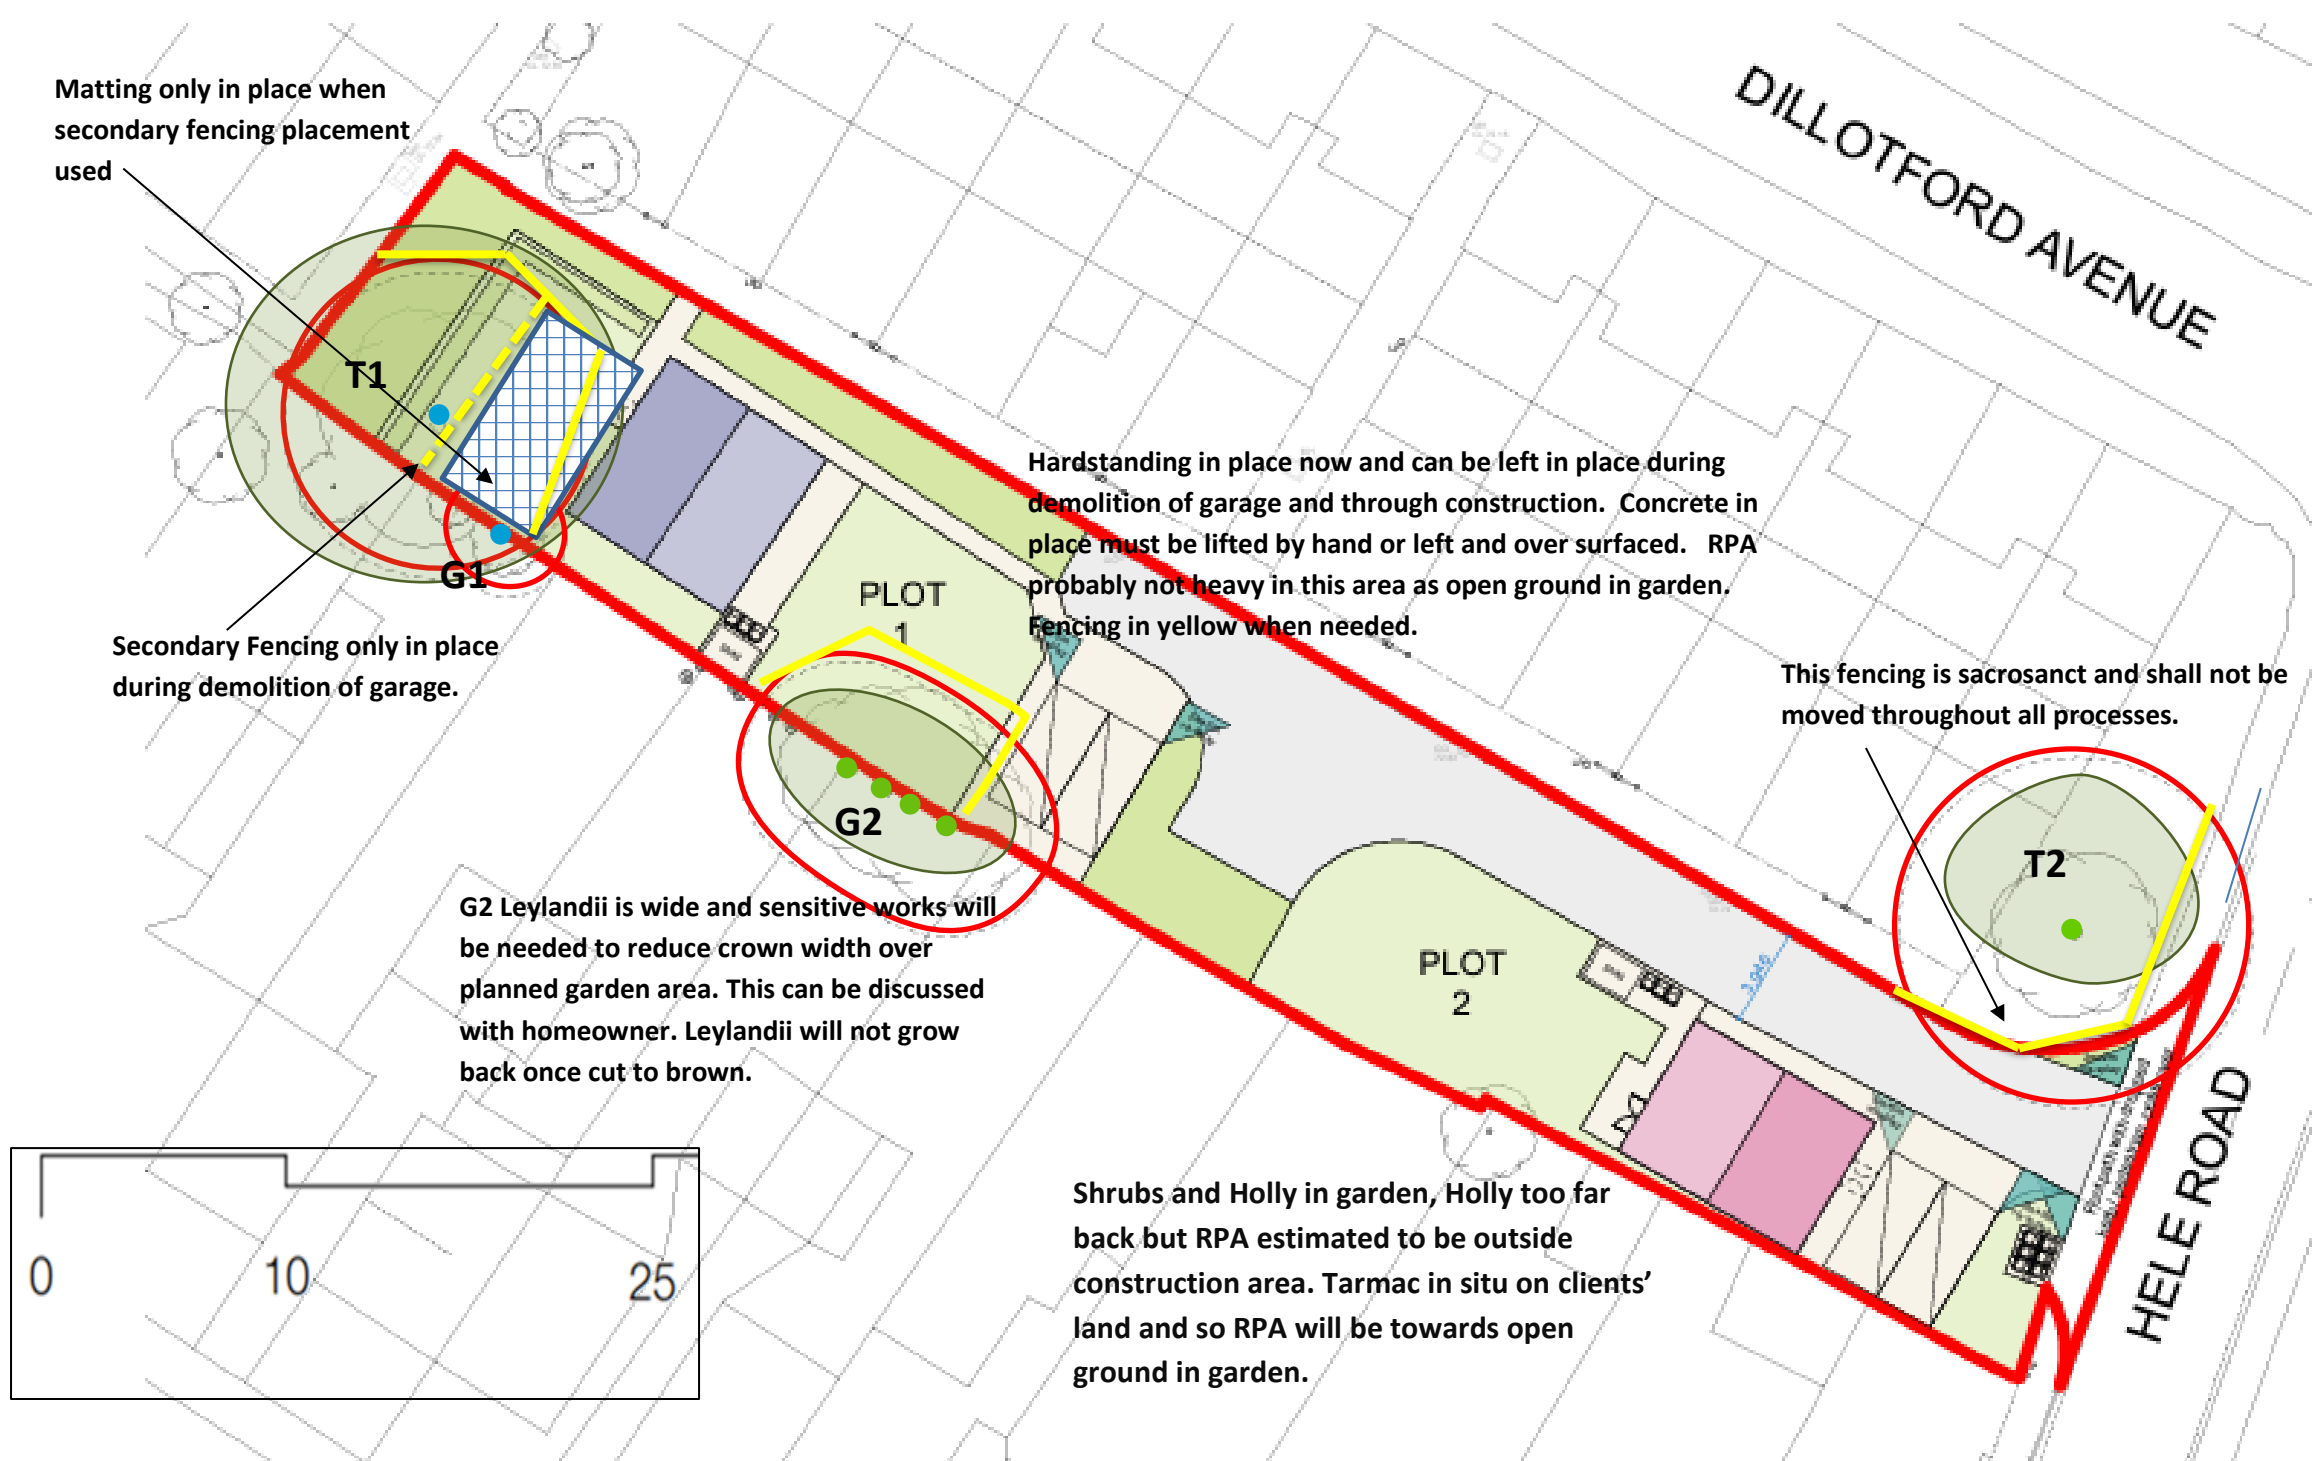 DILLOTFORD AVENUE
Matting only in place when
secondary fencing placement
used
T1
G1
Hardstanding in place now and can be left in place during
demolition of garage and through construction.  Concrete in
place must be lifted by hand or left and over surfaced.   RPA
probably not heavy in this area as open ground in garden.
Fencing in yellow when needed.
PLOT
1
Secondary Fencing only in place
during demolition of garage.
This fencing is sacrosanct and shall not be
moved throughout all processes.
T2
G2
G2 Leylandii is wide and sensitive works will
be needed to reduce crown width over
planned garden area. This can be discussed
with homeowner. Leylandii will not grow
back once cut to brown.
PLOT
2
HELE ROAD
Shrubs and Holly in garden, Holly too far
back but RPA estimated to be outside
construction area. Tarmac in situ on clients’
land and so RPA will be towards open
ground in garden.
0
10
25